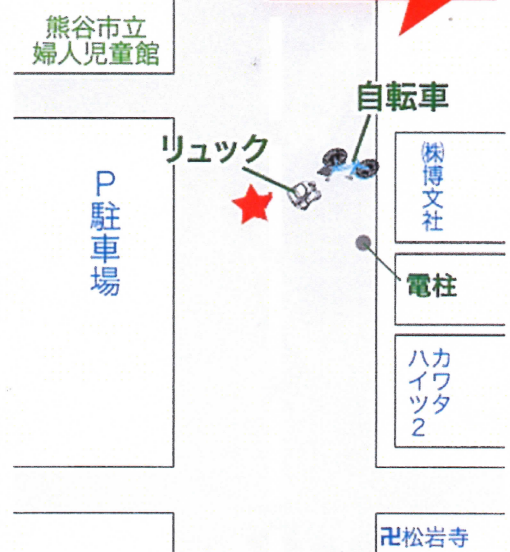 熊谷市立
婦人児童館
自転車
リュック
㈱博文社
P駐車場
電柱
カワタ
ハイツ2
卍松岩寺